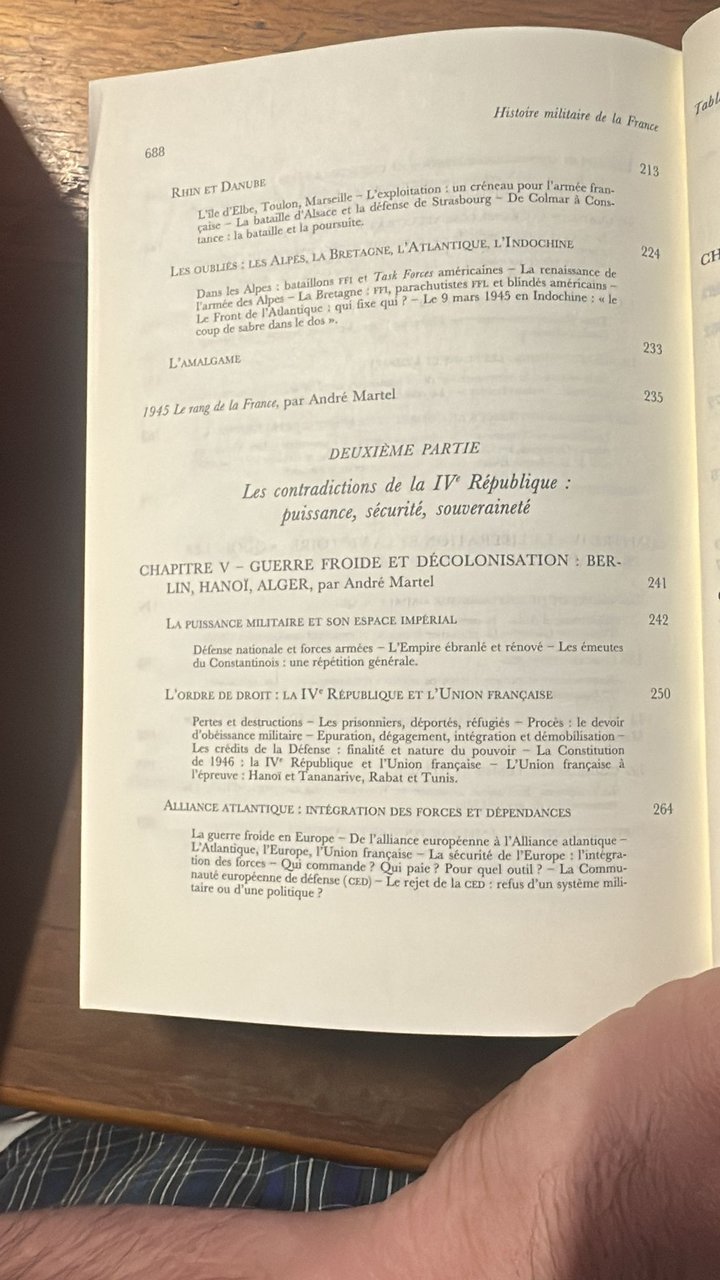 Histoire militaire de la France
688
RHIN ET DANUBE 213
L'île d'Elbe, Toulon, Marseille – L'exploitation : un créneau pour l'armée fran-
çaise – La bataille d'Alsace et la défense de Strasbourg – De Colmar à Cons-
tance : la bataille et la poursuite.
LES OUBLIÉS : LES ALPES, LA BRETAGNE, L'ATLANTIQUE, L'INDOCHINE 224
Dans les Alpes : bataillons FFI et Task Forces américaines – La renaissance de
l'armée des Alpes – La Bretagne : FFI, parachutistes FFL et blindés américains –
Le Front de l'Atlantique : qui fixe qui ? – Le 9 mars 1945 en Indochine : « le
coup de sabre dans le dos ».
L'AMALGAME 233
1945 Le rang de la France, par André Martel 235
DEUXIÈME PARTIE
Les contradictions de la IVe République :
puissance, sécurité, souveraineté
CHAPITRE V – GUERRE FROIDE ET DÉCOLONISATION : BER-
LIN, HANOÏ, ALGER, par André Martel 241
LA PUISSANCE MILITAIRE ET SON ESPACE IMPÉRIAL 242
Défense nationale et forces armées – L'Empire ébranlé et rénové – Les émeutes
du Constantinois : une répétition générale.
L'ORDRE DE DROIT : LA IVe RÉPUBLIQUE ET L'UNION FRANÇAISE 250
Pertes et destructions – Les prisonniers, déportés, réfugiés – Procès : le devoir
d'obéissance militaire – Epuration, dégagement, intégration et démobilisation –
Les crédits de la Défense : finalité et nature du pouvoir – La Constitution
de 1946 : la IVe République et l'Union française – L'Union française à
l'épreuve : Hanoï et Tananarive, Rabat et Tunis.
ALLIANCE ATLANTIQUE : INTÉGRATION DES FORCES ET DÉPENDANCES 264
La guerre froide en Europe – De l'alliance européenne à l'Alliance atlantique –
L'Atlantique, l'Europe, l'Union française – La sécurité de l'Europe : l'intégra-
tion des forces – Qui commande ? Qui paie ? Pour quel outil ? – La Commu-
nauté européenne de défense (CED) – Le rejet de la CED : refus d'un système mili-
taire ou d'une politique ?
Tabl
CH